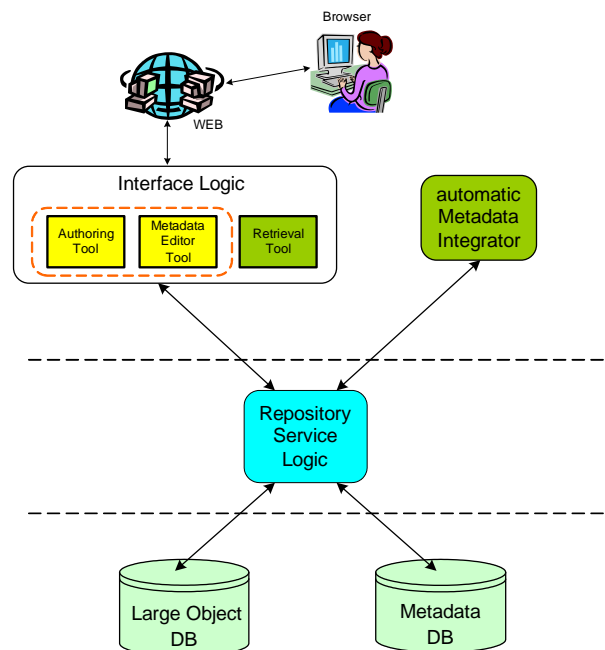 Browser
WEB
Interface Logic
Authoring
Tool
Metadata
Editor
Tool
Retrieval
Tool
automatic
Metadata
Integrator
Repository
Service
Logic
Large Object
DB
Metadata
DB